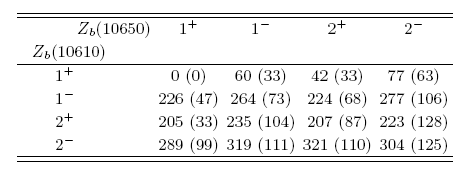 Z_b(10650) 1^+ 1^- 2^+ 2^-
Z_b(10610)
1^+ 0 (0) 60 (33) 42 (33) 77 (63)
1^- 226 (47) 264 (73) 224 (68) 277 (106)
2^+ 205 (33) 235 (104) 207 (87) 223 (128)
2^- 289 (99) 319 (111) 321 (110) 304 (125)